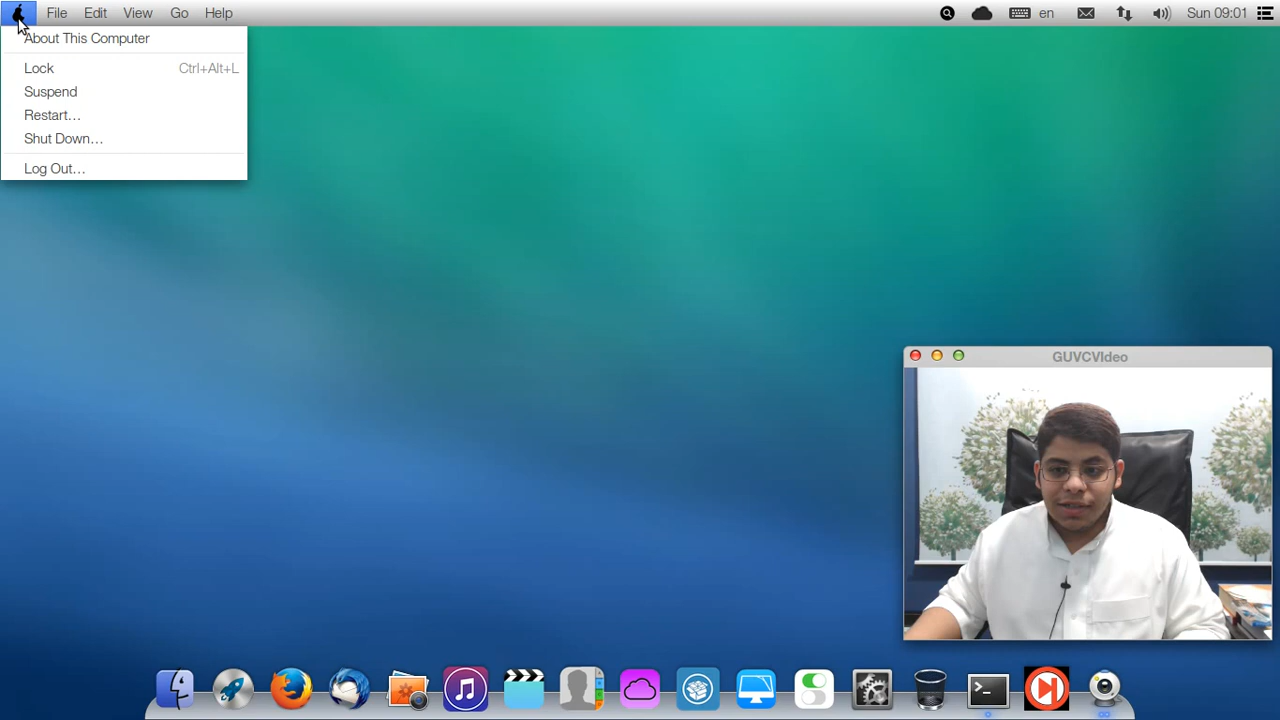 File Edit View Go Help en Sun 09:01
About This Computer
Lock Ctrl+Alt+L
Suspend
Restart…
Shut Down…
Log Out…
GUVCVIdeo